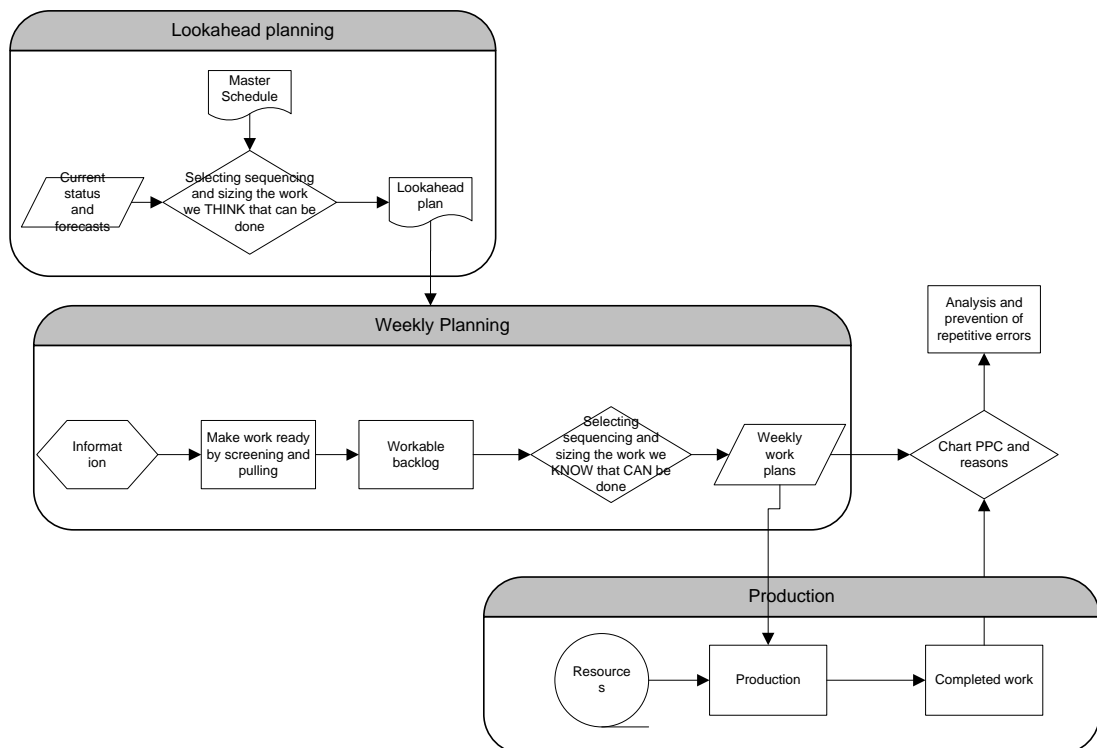 Lookahead planning
Master
Schedule
Current
status
and
forecasts
Selecting sequencing
and sizing the work
we THINK that can be
done
Lookahead
plan
Weekly Planning
Informat
ion
Make work ready
by screening and
pulling
Workable
backlog
Selecting
sequencing and
sizing the work we
KNOW that CAN be
done
Weekly
work
plans
Analysis and
prevention of
repetitive errors
Chart PPC and
reasons
Production
Resource
s
Production
Completed work